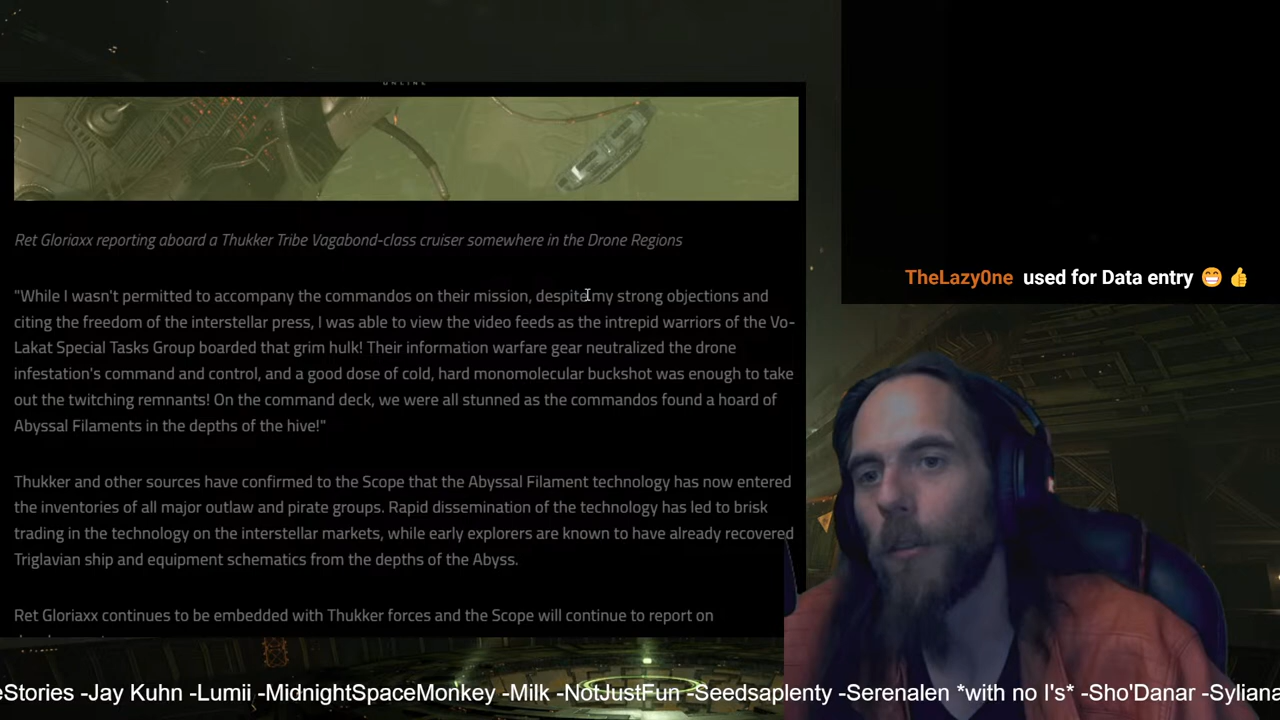 ONLINE
Ret Gloriaxx reporting aboard a Thukker Tribe Vagabond-class cruiser somewhere in the Drone Regions
"While I wasn't permitted to accompany the commandos on their mission, despite my strong objections and
citing the freedom of the interstellar press, I was able to view the video feeds as the intrepid warriors of the Vo-
Lakat Special Tasks Group boarded that grim hulk! Their information warfare gear neutralized the drone
infestation's command and control, and a good dose of cold, hard monomolecular buckshot was enough to take
out the twitching remnants! On the command deck, we were all stunned as the commandos found a hoard of
Abyssal Filaments in the depths of the hive!"
Thukker and other sources have confirmed to the Scope that the Abyssal Filament technology has now entered
the inventories of all major outlaw and pirate groups. Rapid dissemination of the technology has led to brisk
trading in the technology on the interstellar markets, while early explorers are known to have already recovered
Triglavian ship and equipment schematics from the depths of the Abyss.
Ret Gloriaxx continues to be embedded with Thukker forces and the Scope will continue to report on
TheLazy0ne used for Data entry 😁 👍
eStories -Jay Kuhn -Lumii -MidnightSpaceMonkey -Milk -NotJustFun -Seedsaplenty -Serenalen *with no I's* -Sho'Danar -Syliana